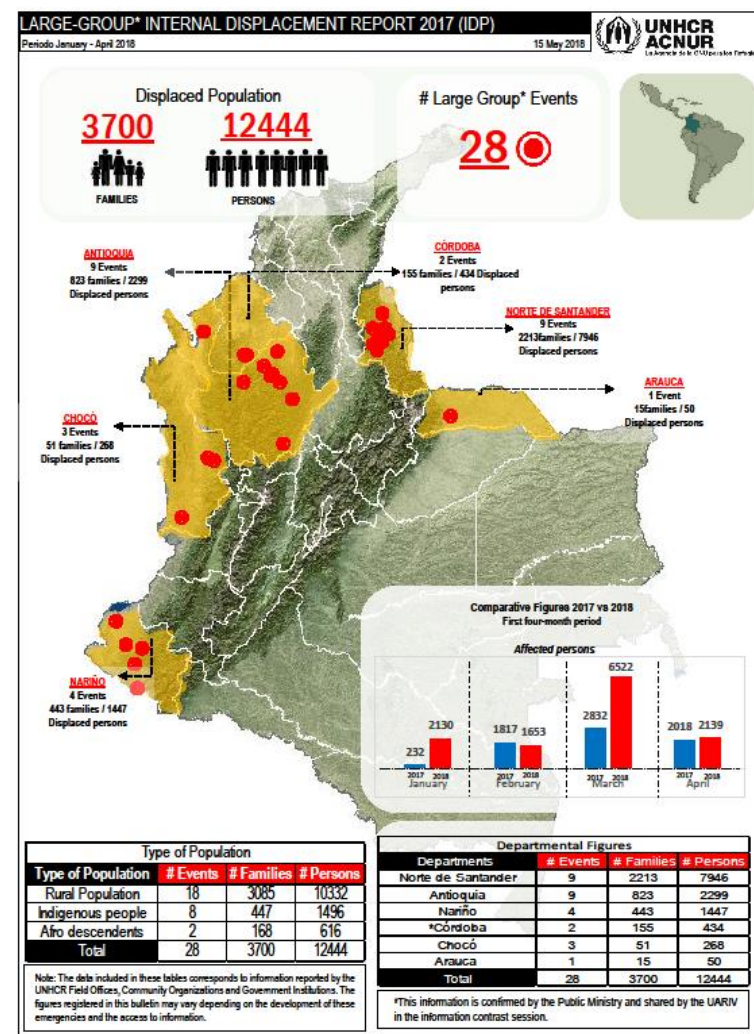 LARGE-GROUP* INTERNAL DISPLACEMENT REPORT 2017 (IDP)
Periodo January - April 2018
15 May 2018
UNHCR
ACNUR
La Agencia de la ONU para los Refugiados
Displaced Population
3700
12444
FAMILIES
PERSONS
# Large Group* Events
28
ANTIOQUIA
9 Events
823 families / 2299
Displaced persons
CÓRDOBA
2 Events
155 families / 434 Displaced
persons
NORTE DE SANTANDER
9 Events
2213families / 7946
Displaced persons
ARAUCA
1 Event
15families / 50
Displaced persons
CHOCÓ
3 Events
51 families / 268
Displaced persons
NARIÑO
4 Events
443 families / 1447
Displaced persons
Comparative Figures 2017 vs 2018
First four-month period
Affected persons
232 2130 1817 1653 2832 6522 2018 2139
2017 2018 2017 2018 2017 2018 2017 2018
January February March April
Type of Population
Type of Population # Events # Families # Persons
Rural Population 18 3085 10332
Indigenous people 8 447 1496
Afro descendents 2 168 616
Total 28 3700 12444
Note: The data included in these tables corresponds to information reported by the
UNHCR Field Offices, Community Organizations and Government Institutions. The
figures registered in this bulletin may vary depending on the development of these
emergencies and the access to information.
Departmental Figures
Departments # Events # Families # Persons
Norte de Santander 9 2213 7946
Antioquia 9 823 2299
Nariño 4 443 1447
*Córdoba 2 155 434
Chocó 3 51 268
Arauca 1 15 50
Total 28 3700 12444
*This information is confirmed by the Public Ministry and shared by the UARIV
in the information contrast session.